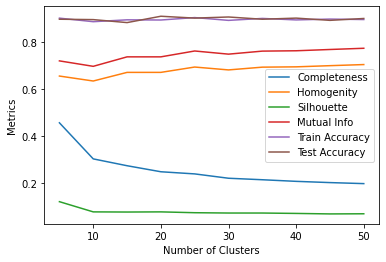 0.8
0.6
0.4
0.2
Metrics
10
20
30
40
50
Number of Clusters
Completeness
Homogenity
Silhouette
Mutual Info
Train Accuracy
Test Accuracy